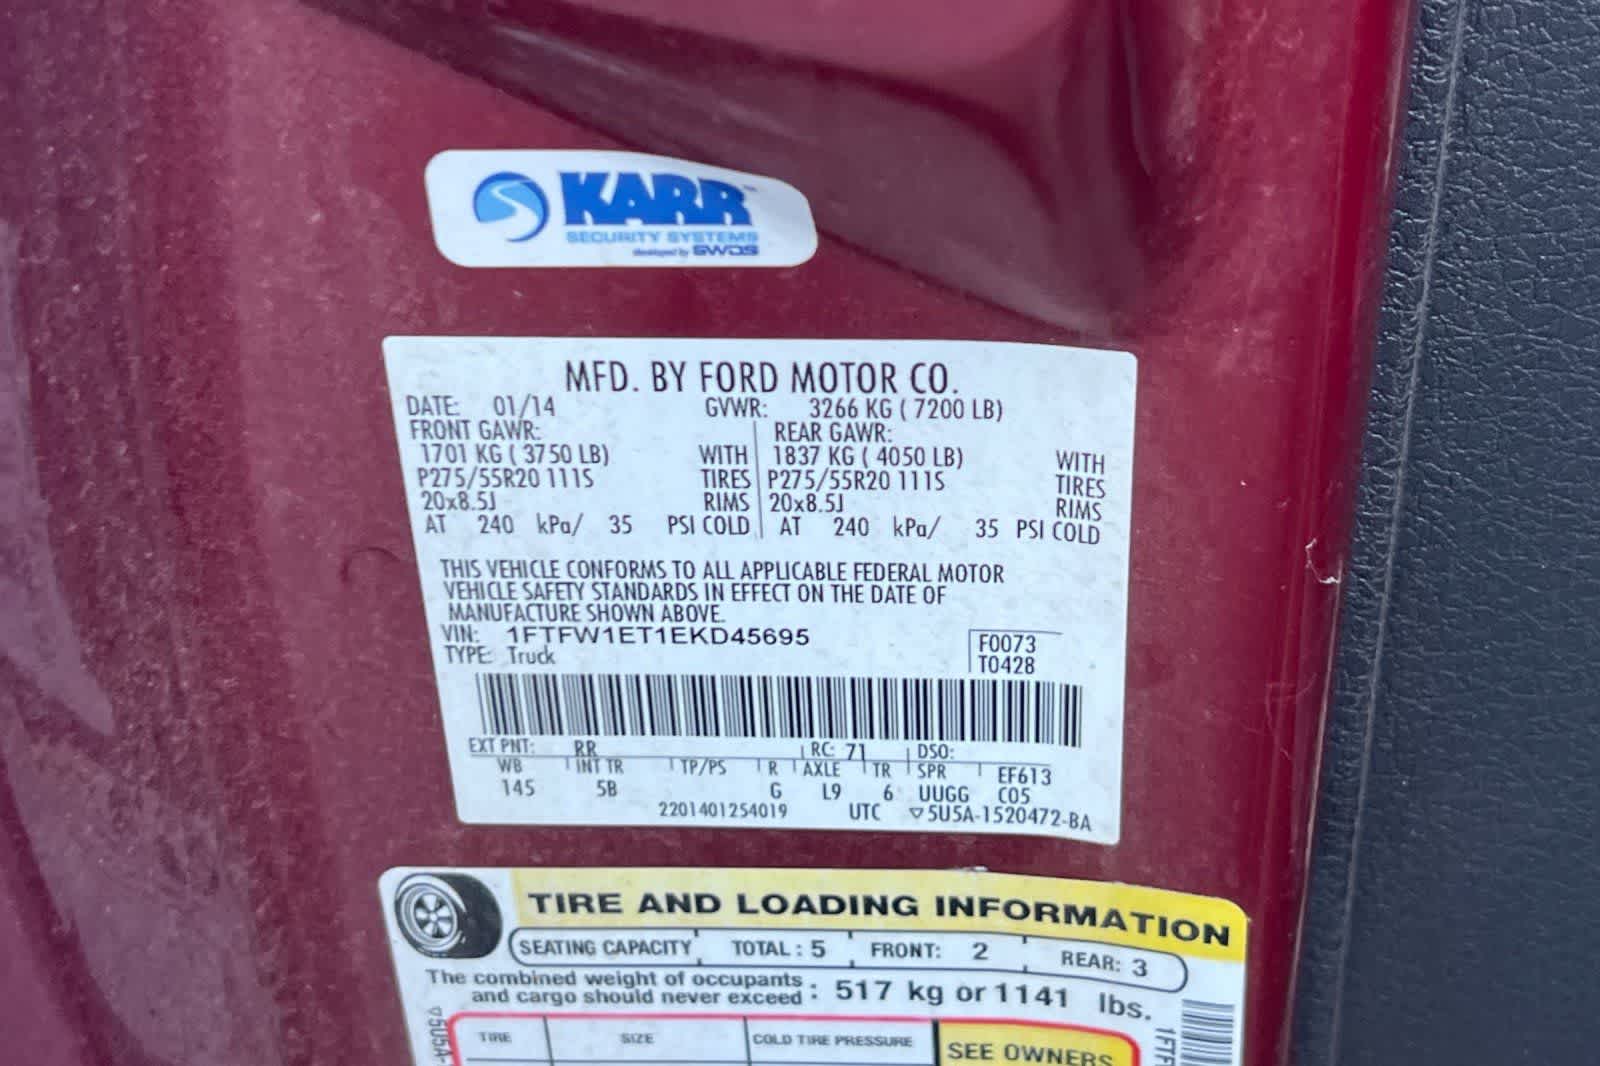 KARR™
SECURITY SYSTEMS
developed by SWDS
MFD. BY FORD MOTOR CO.
DATE: 01/14 GVWR: 3266 KG ( 7200 LB)
FRONT GAWR: REAR GAWR:
1701 KG ( 3750 LB) WITH 1837 KG ( 4050 LB) WITH
P275/55R20 111S TIRES P275/55R20 111S TIRES
20x8.5J RIMS 20x8.5J RIMS
AT 240 kPa/ 35 PSI COLD AT 240 kPa/ 35 PSI COLD
THIS VEHICLE CONFORMS TO ALL APPLICABLE FEDERAL MOTOR
VEHICLE SAFETY STANDARDS IN EFFECT ON THE DATE OF
MANUFACTURE SHOWN ABOVE.
VIN: 1FTFW1ET1EKD45695 F0073
TYPE: Truck T0428
EXT PNT: RR RC: 71 DSO:
WB INT TR TP/PS R AXLE TR SPR EF613
145 5B G L9 6 UUGG C05
2201401254019 UTC ▽5U5A-1520472-BA
TIRE AND LOADING INFORMATION
SEATING CAPACITY TOTAL : 5 FRONT: 2 REAR: 3
The combined weight of occupants
and cargo should never exceed : 517 kg or 1141 lbs.
TIRE SIZE COLD TIRE PRESSURE SEE OWNERS
▽5U5A-
1FTF